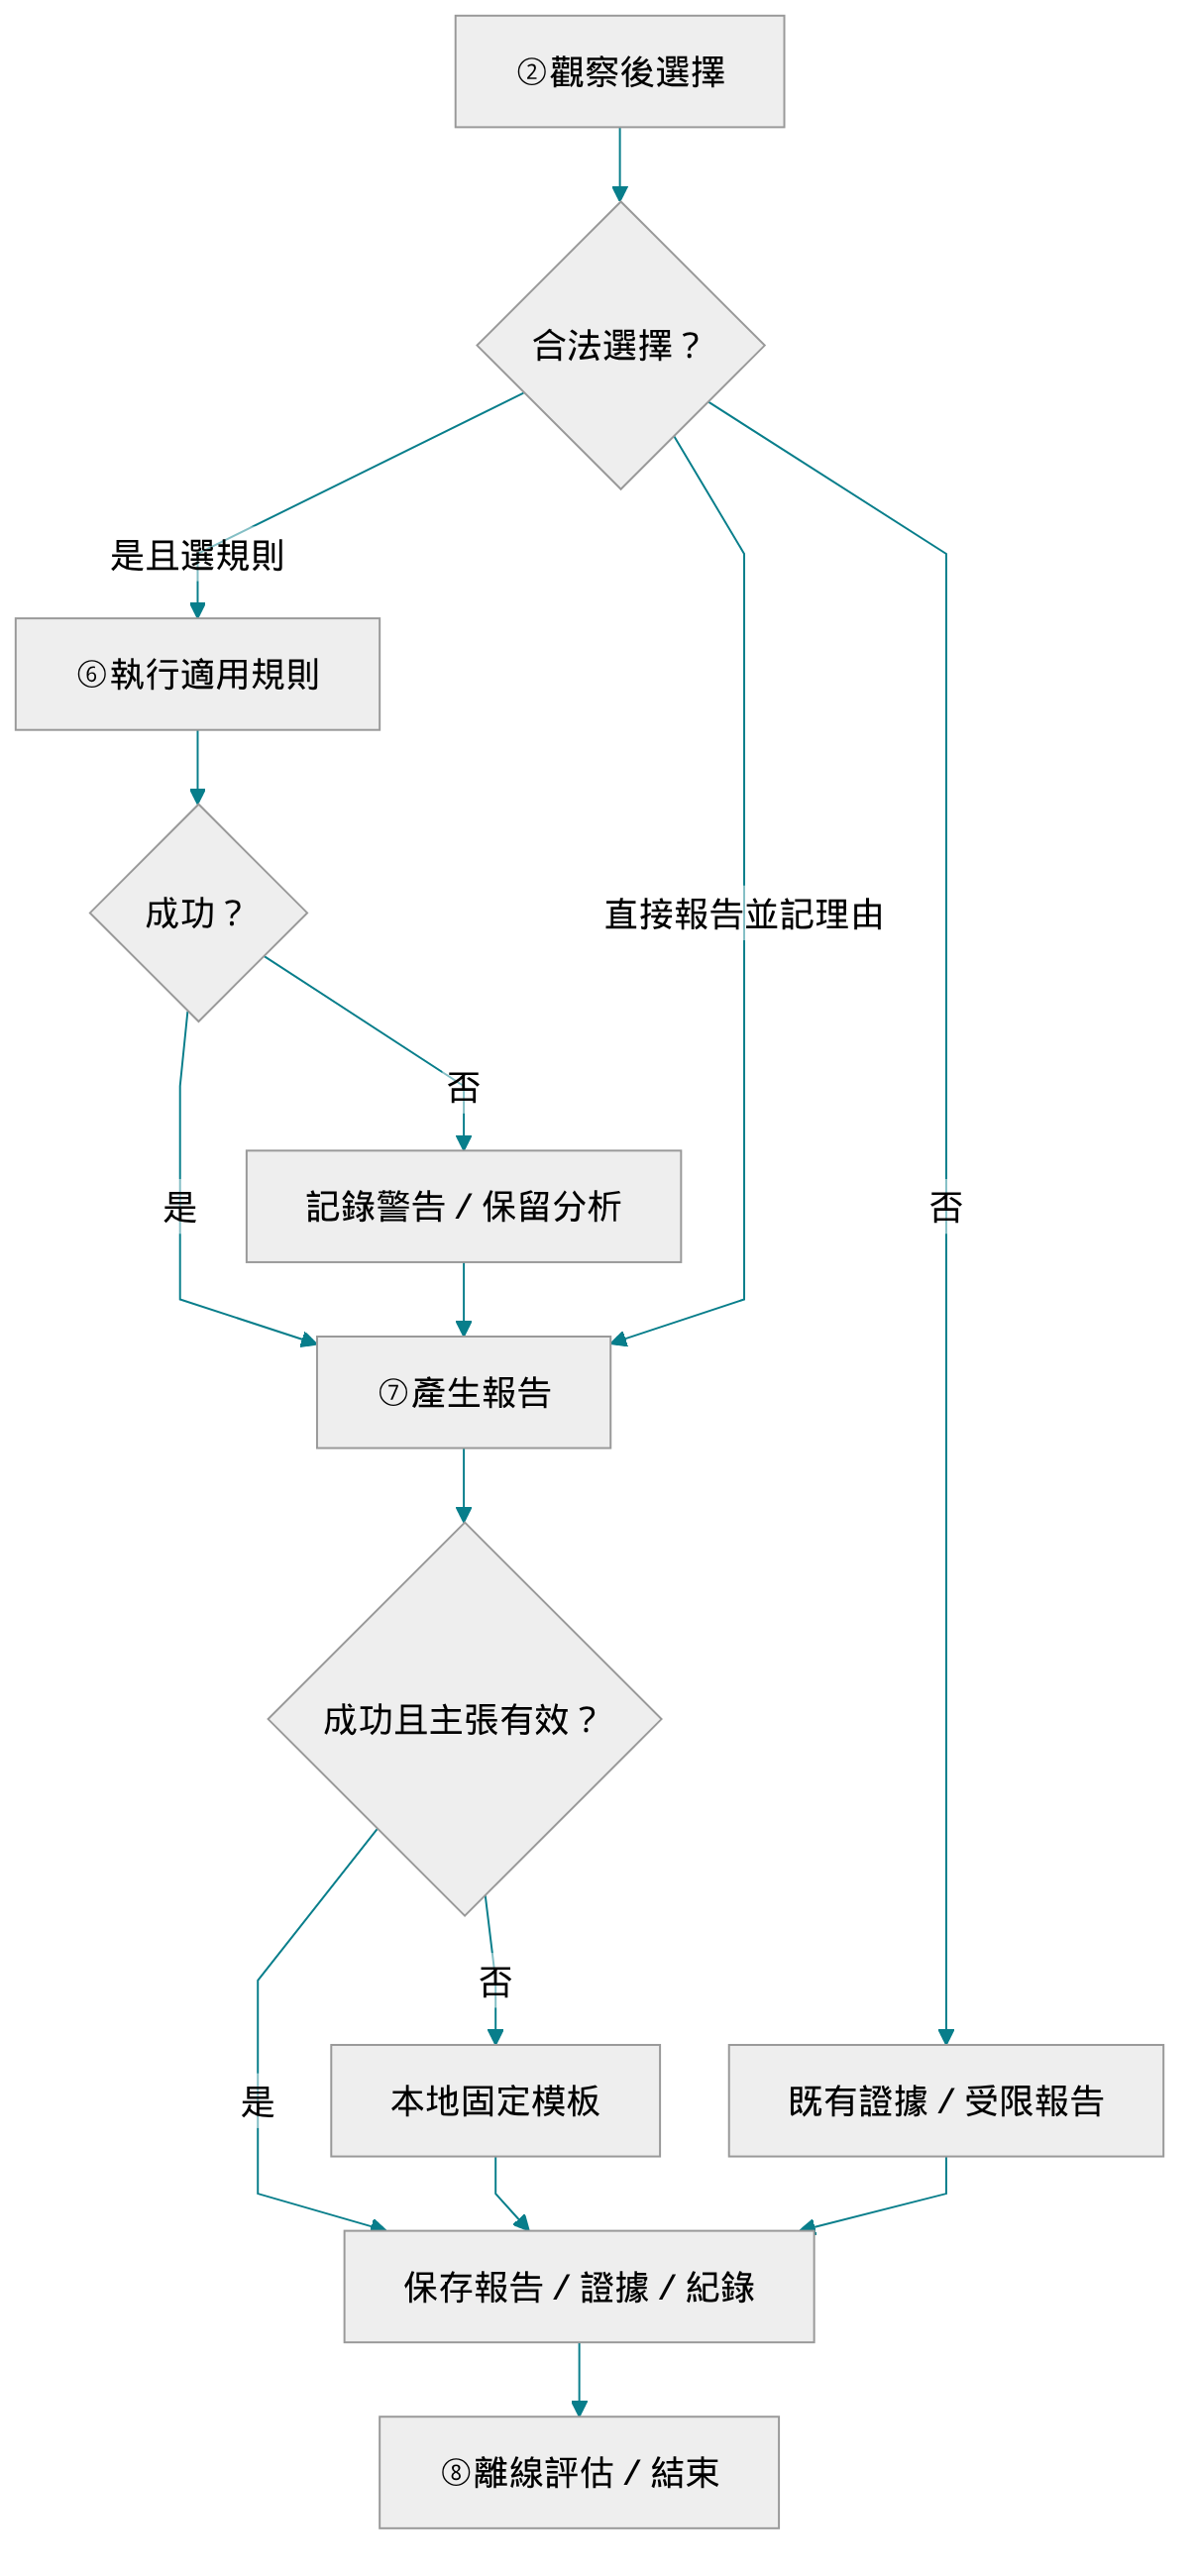 ②觀察後選擇
合法選擇？
是且選規則
⑥執行適用規則
成功？
直接報告並記理由
否
記錄警告 / 保留分析
是
否
⑦產生報告
成功且主張有效？
否
是
本地固定模板
既有證據 / 受限報告
保存報告 / 證據 / 紀錄
⑧離線評估 / 結束